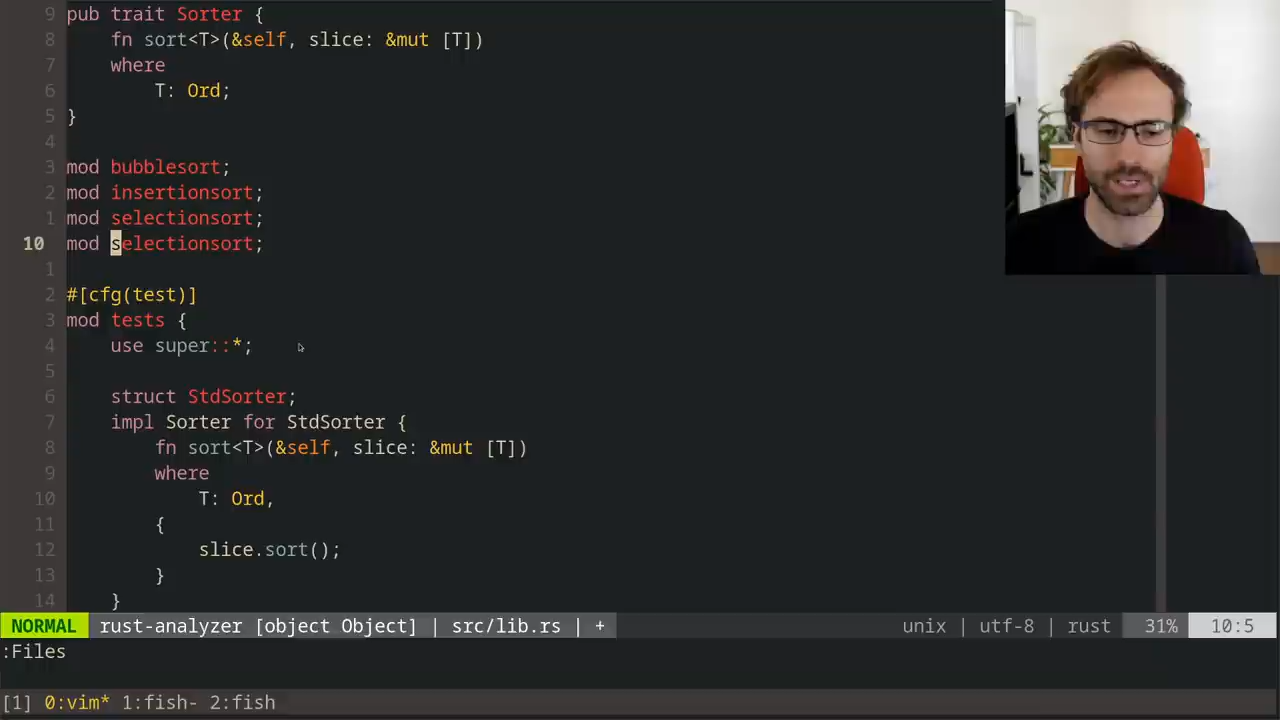 9 pub trait Sorter {
8     fn sort<T>(&self, slice: &mut [T])
7     where
6         T: Ord;
5 }
4
3 mod bubblesort;
2 mod insertionsort;
1 mod selectionsort;
10 mod selectionsort;
1
2 #[cfg(test)]
3 mod tests {
4     use super::*;
5
6     struct StdSorter;
7     impl Sorter for StdSorter {
8         fn sort<T>(&self, slice: &mut [T])
9         where
10             T: Ord,
11         {
12             slice.sort();
13         }
14     }
NORMAL rust-analyzer [object Object] | src/lib.rs | + unix | utf-8 | rust 31% 10:5
:Files
[1] 0:vim* 1:fish- 2:fish